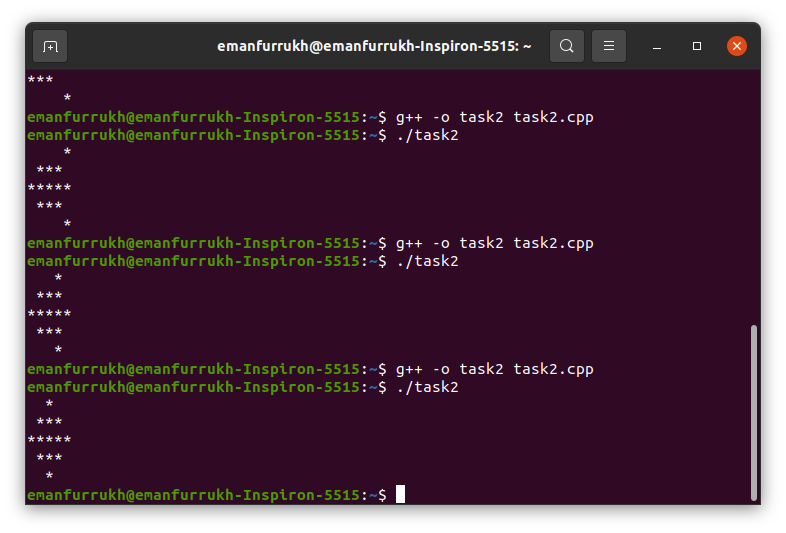 emanfurrukh@emanfurrukh-Inspiron-5515: ~
***
    *
emanfurrukh@emanfurrukh-Inspiron-5515:~$ g++ -o task2 task2.cpp
emanfurrukh@emanfurrukh-Inspiron-5515:~$ ./task2
    *
 ***
*****
 ***
    *
emanfurrukh@emanfurrukh-Inspiron-5515:~$ g++ -o task2 task2.cpp
emanfurrukh@emanfurrukh-Inspiron-5515:~$ ./task2
   *
 ***
*****
 ***
   *
emanfurrukh@emanfurrukh-Inspiron-5515:~$ g++ -o task2 task2.cpp
emanfurrukh@emanfurrukh-Inspiron-5515:~$ ./task2
  *
 ***
*****
 ***
  *
emanfurrukh@emanfurrukh-Inspiron-5515:~$